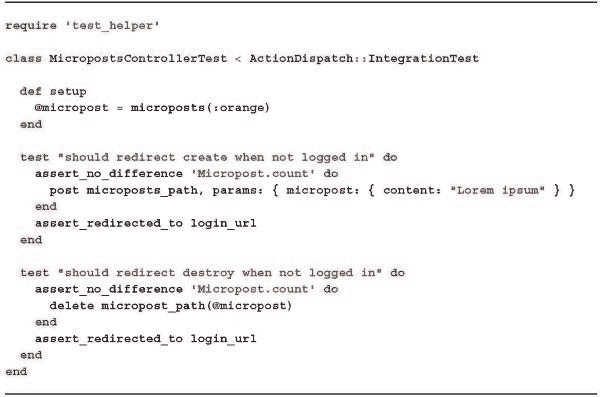 require 'test_helper'

class MicropostsControllerTest < ActionDispatch::IntegrationTest

  def setup
    @micropost = microposts(:orange)
  end

  test "should redirect create when not logged in" do
    assert_no_difference 'Micropost.count' do
      post microposts_path, params: { micropost: { content: "Lorem ipsum" } }
    end
    assert_redirected_to login_url
  end

  test "should redirect destroy when not logged in" do
    assert_no_difference 'Micropost.count' do
      delete micropost_path(@micropost)
    end
    assert_redirected_to login_url
  end
end